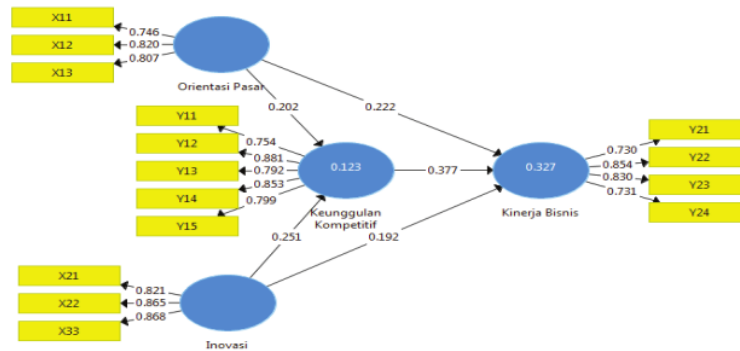 X11
X12
X13
0.746
0.820
0.807
Orientasi Pasar
0.202
0.222
Y11
Y12
Y13
Y14
Y15
0.754
0.881
0.792
0.853
0.799
0.123
Keunggulan
Kompetitif
0.377
0.327
Kinerja Bisnis
0.730
0.854
0.830
0.731
Y21
Y22
Y23
Y24
0.251
0.192
X21
X22
X33
0.821
0.865
0.868
Inovasi